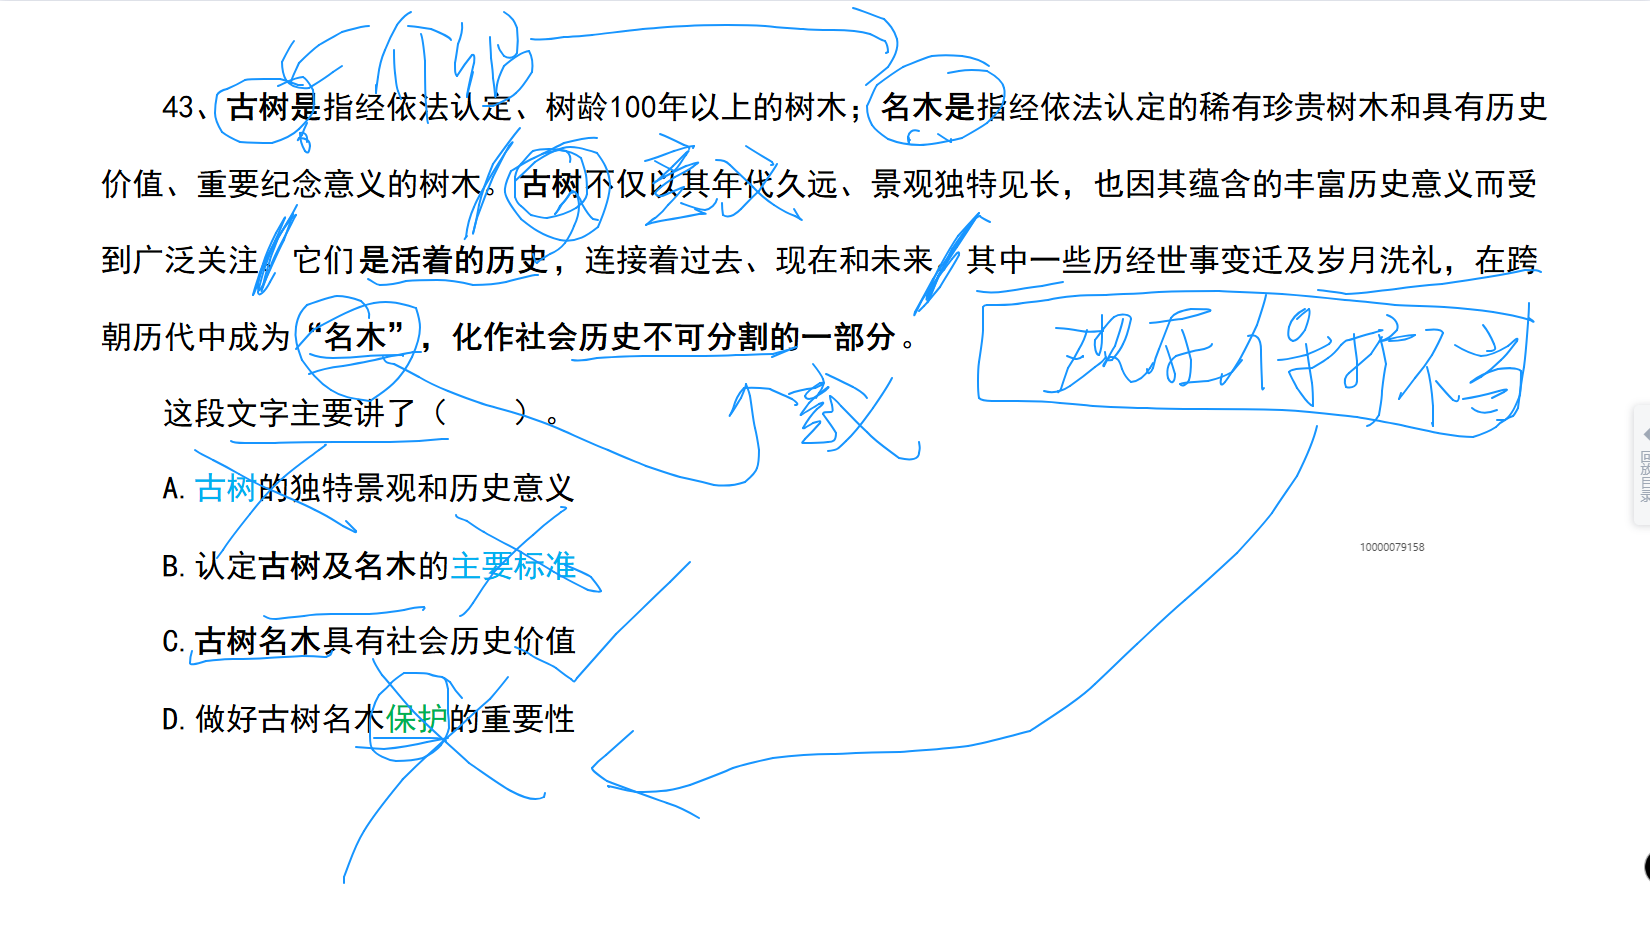 介绍
43、古树是指经依法认定、树龄100年以上的树木；名木是指经依法认定的稀有珍贵树木和具有历史
价值、重要纪念意义的树木。古树不仅以其年代久远、景观独特见长，也因其蕴含的丰富历史意义而受
意义
到广泛关注。它们是活着的历史，连接着过去、现在和未来。其中一些历经世事变迁及岁月洗礼，在跨
朝历代中成为“名木”，化作社会历史不可分割的一部分。
现在保护不当
这段文字主要讲了（　　）。
意义
A.古树的独特景观和历史意义
B.认定古树及名木的主要标准
C.古树名木具有社会历史价值
D.做好古树名木保护的重要性
10000079158
回放目录